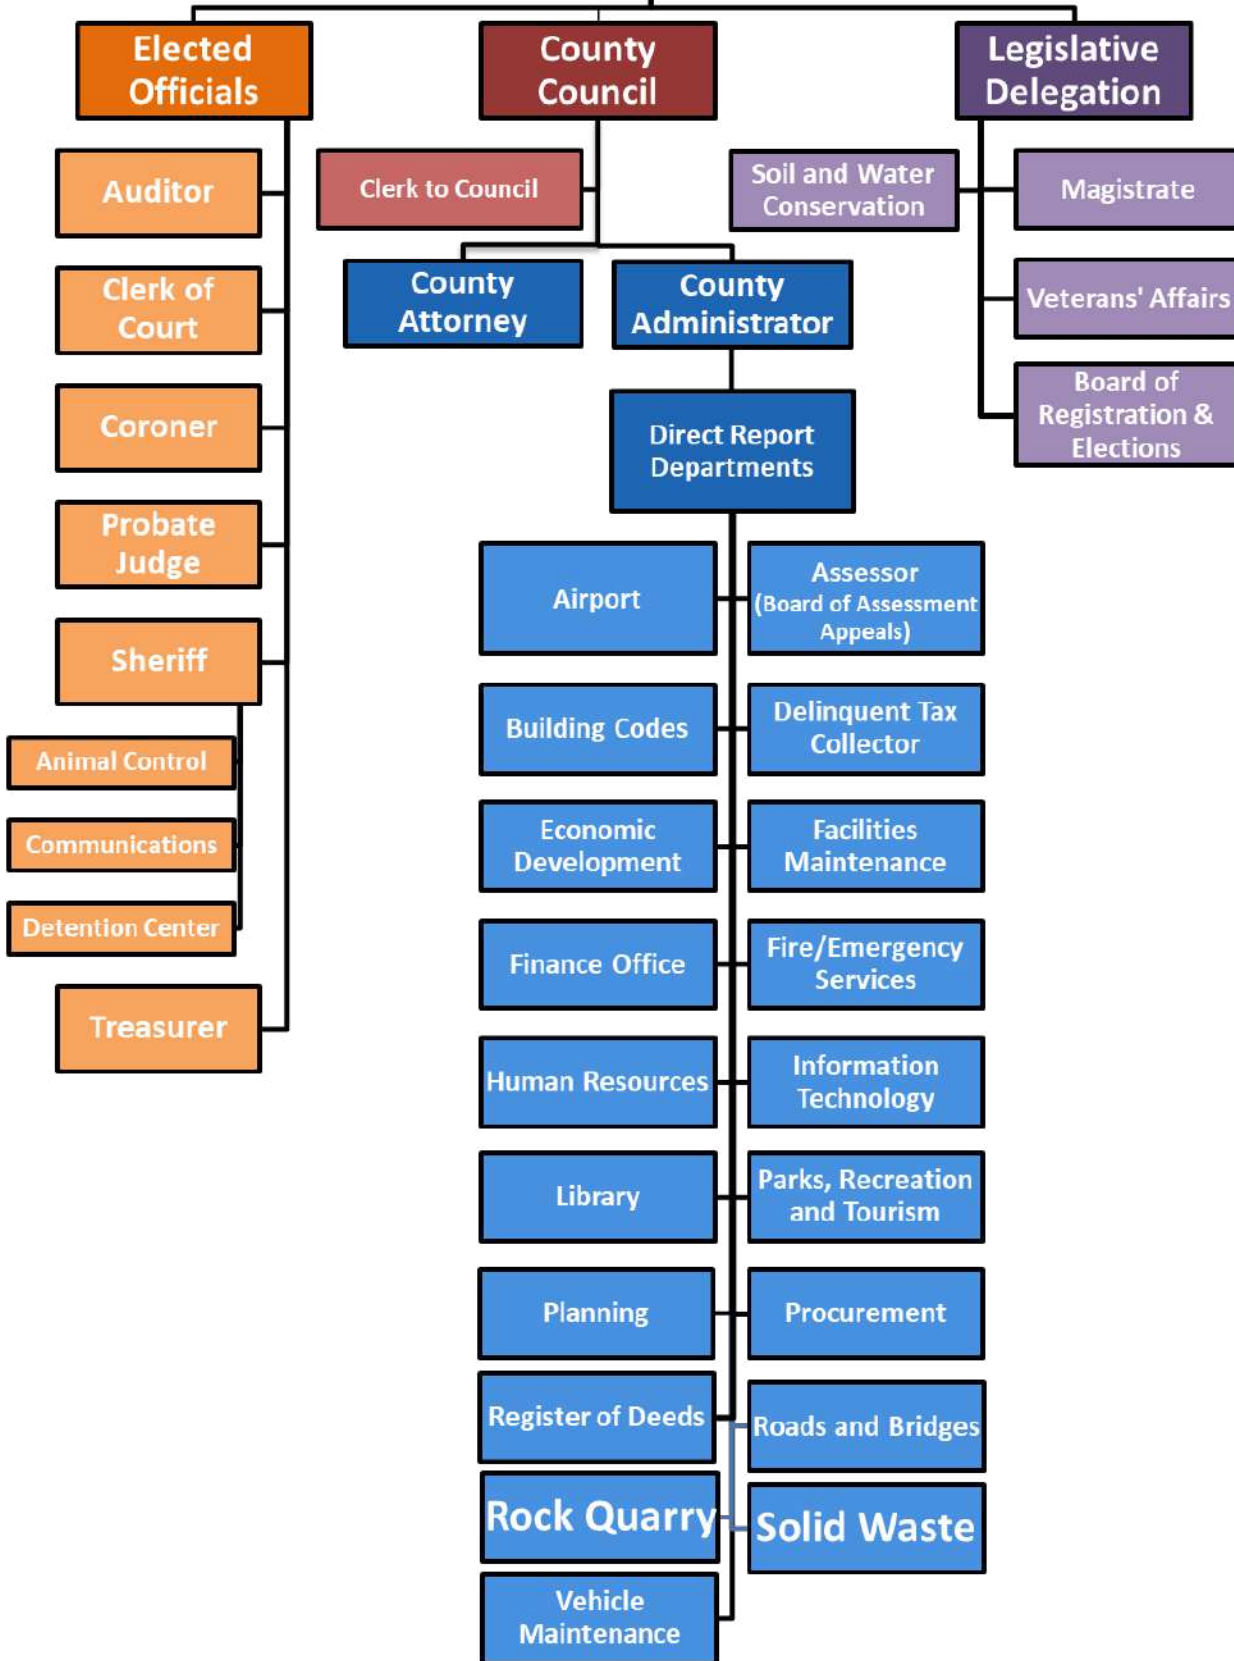 Elected
Officials
County
Council
Legislative
Delegation
Auditor
Clerk of
Court
Coroner
Probate
Judge
Sheriff
Animal Control
Communications
Detention Center
Treasurer
Clerk to Council
County
Attorney
County
Administrator
Direct Report
Departments
Airport
Assessor
(Board of Assessment
Appeals)
Building Codes
Delinquent Tax
Collector
Economic
Development
Facilities
Maintenance
Finance Office
Fire/Emergency
Services
Human Resources
Information
Technology
Library
Parks, Recreation
and Tourism
Planning
Procurement
Register of Deeds
Roads and Bridges
Rock Quarry
Solid Waste
Vehicle
Maintenance
Soil and Water
Conservation
Magistrate
Veterans' Affairs
Board of
Registration &
Elections